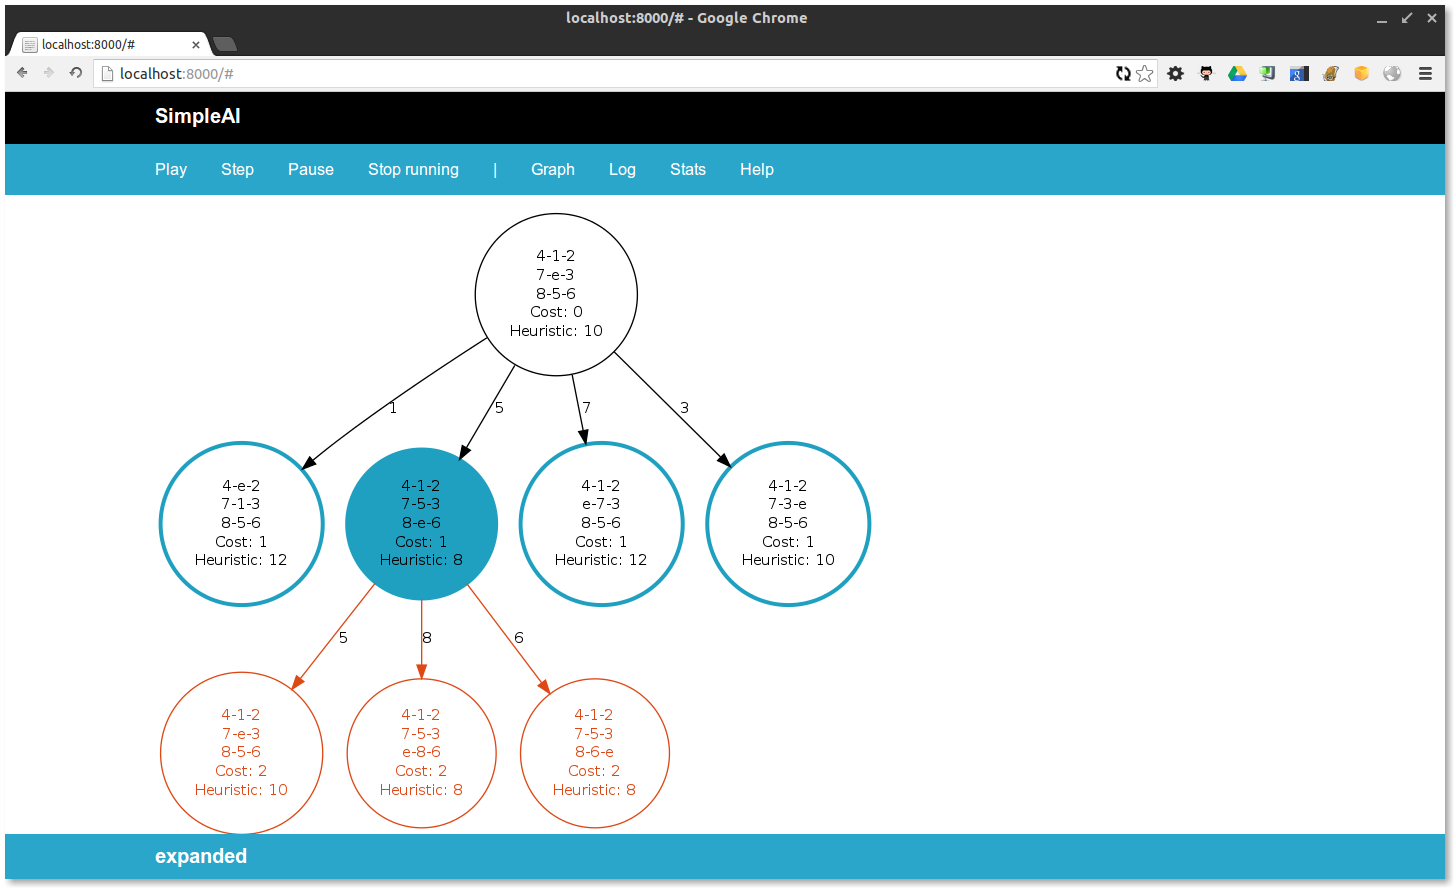 localhost:8000/# - Google Chrome
localhost:8000/#
localhost:8000/#
SimpleAI
Play Step Pause Stop running | Graph Log Stats Help
4-1-2
7-e-3
8-5-6
Cost: 0
Heuristic: 10
1 5 7 3
4-e-2
7-1-3
8-5-6
Cost: 1
Heuristic: 12
4-1-2
7-5-3
8-e-6
Cost: 1
Heuristic: 8
4-1-2
e-7-3
8-5-6
Cost: 1
Heuristic: 12
4-1-2
7-3-e
8-5-6
Cost: 1
Heuristic: 10
5 8 6
4-1-2
7-e-3
8-5-6
Cost: 2
Heuristic: 10
4-1-2
7-5-3
e-8-6
Cost: 2
Heuristic: 8
4-1-2
7-5-3
8-6-e
Cost: 2
Heuristic: 8
expanded